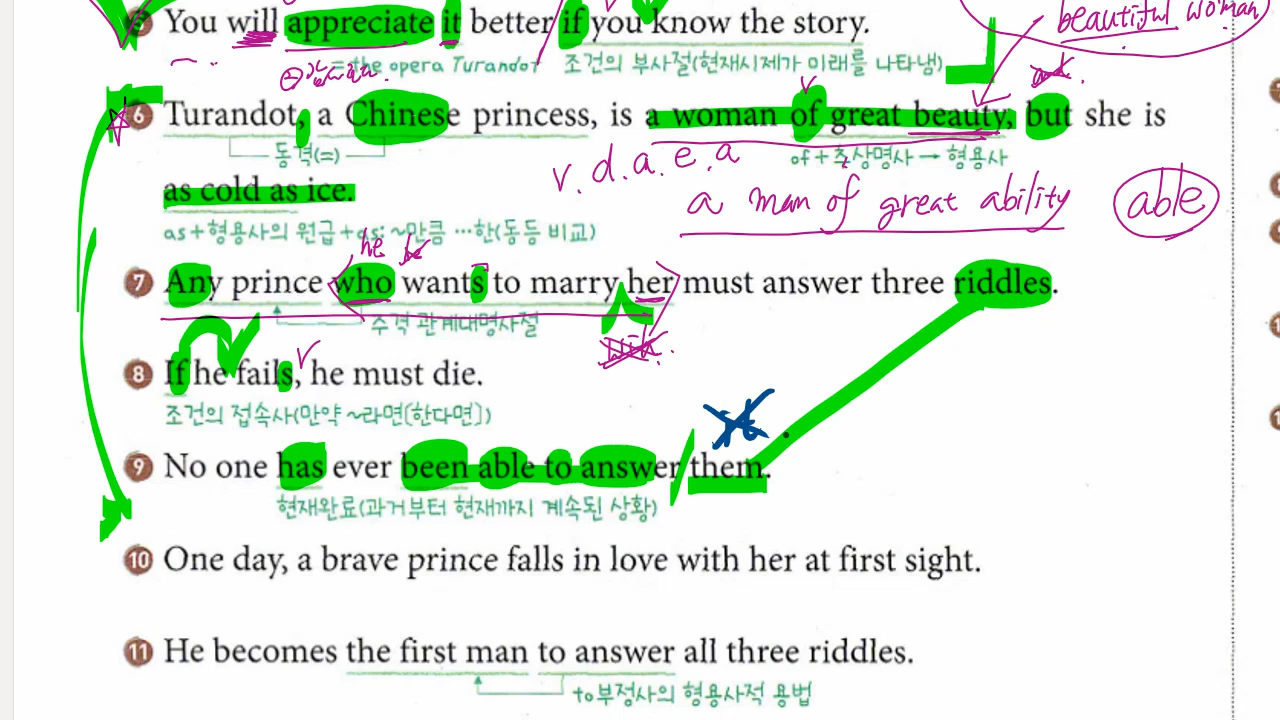 beautiful woman
5 You will appreciate it better if you know the story.
=the opera Turandot 조건의 부사절(현재시제가 미래를 나타냄)
6 Turandot, a Chinese princess, is a woman of great beauty, but she is
동격(=) v. d. a. e. a of+추상명사→형용사
as cold as ice.
a man of great ability able
as+형용사의 원급+as: ~만큼 …한(동등 비교)
he
7 Any prince who wants to marry her must answer three riddles.
주격 관계대명사절
8 If he fails, he must die.
조건의 접속사(만약 ~라면[한다면])
9 No one has ever been able to answer them.
현재완료(과거부터 현재까지 계속된 상황)
10 One day, a brave prince falls in love with her at first sight.
11 He becomes the first man to answer all three riddles.
to부정사의 형용사적 용법